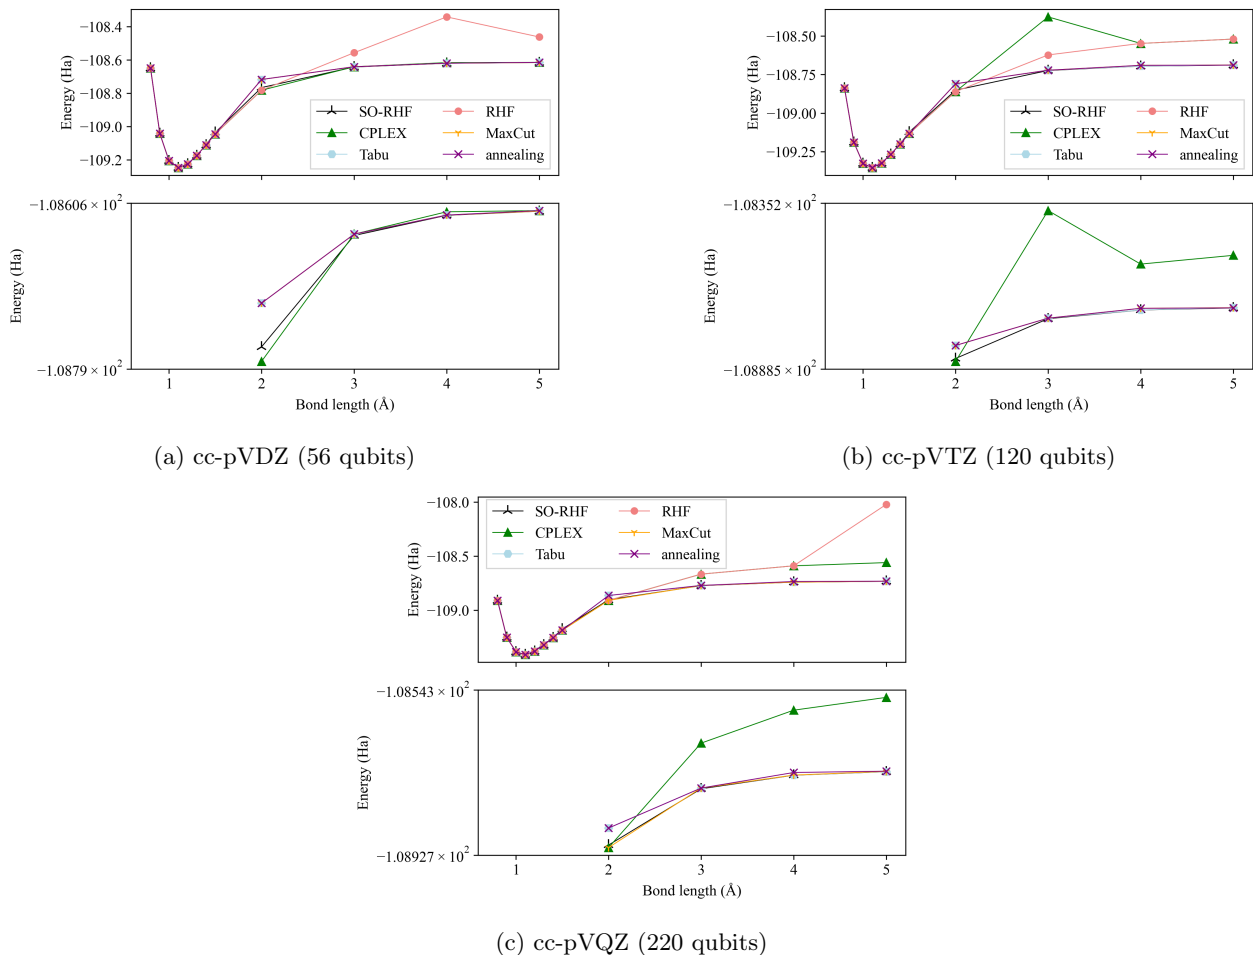 −108.4
−108.6
−108.8
−109.0
−109.2
Energy (Ha)
SO-RHF
CPLEX
Tabu
RHF
MaxCut
annealing
−1.08606 × 10²
−1.0879 × 10²
Energy (Ha)
1 2 3 4 5
Bond length (Å)
(a) cc-pVDZ (56 qubits)
−108.50
−108.75
−109.00
−109.25
Energy (Ha)
SO-RHF
CPLEX
Tabu
RHF
MaxCut
annealing
−1.08352 × 10²
−1.08885 × 10²
Energy (Ha)
1 2 3 4 5
Bond length (Å)
(b) cc-pVTZ (120 qubits)
−108.0
−108.5
−109.0
Energy (Ha)
SO-RHF
CPLEX
Tabu
RHF
MaxCut
annealing
−1.08543 × 10²
−1.08927 × 10²
Energy (Ha)
1 2 3 4 5
Bond length (Å)
(c) cc-pVQZ (220 qubits)